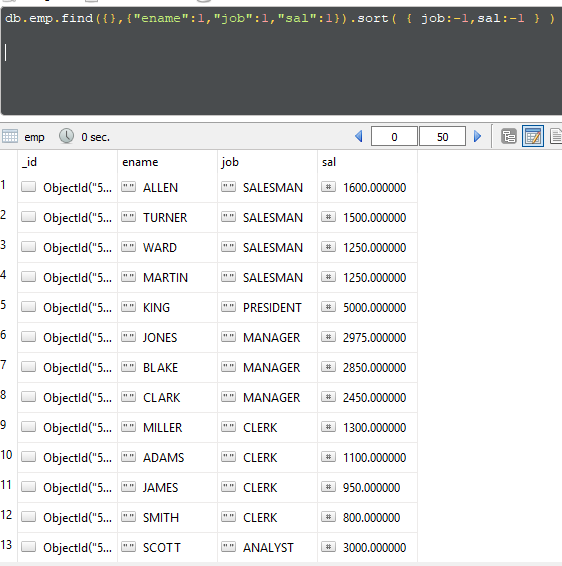 db.emp.find({},{"ename":1,"job":1,"sal":1}).sort( { job:-1,sal:-1 } )
emp 0 sec. 0 50
_id ename job sal
1 ObjectId("5... "" ALLEN "" SALESMAN # 1600.000000
2 ObjectId("5... "" TURNER "" SALESMAN # 1500.000000
3 ObjectId("5... "" WARD "" SALESMAN # 1250.000000
4 ObjectId("5... "" MARTIN "" SALESMAN # 1250.000000
5 ObjectId("5... "" KING "" PRESIDENT # 5000.000000
6 ObjectId("5... "" JONES "" MANAGER # 2975.000000
7 ObjectId("5... "" BLAKE "" MANAGER # 2850.000000
8 ObjectId("5... "" CLARK "" MANAGER # 2450.000000
9 ObjectId("5... "" MILLER "" CLERK # 1300.000000
10 ObjectId("5... "" ADAMS "" CLERK # 1100.000000
11 ObjectId("5... "" JAMES "" CLERK # 950.000000
12 ObjectId("5... "" SMITH "" CLERK # 800.000000
13 ObjectId("5... "" SCOTT "" ANALYST # 3000.000000